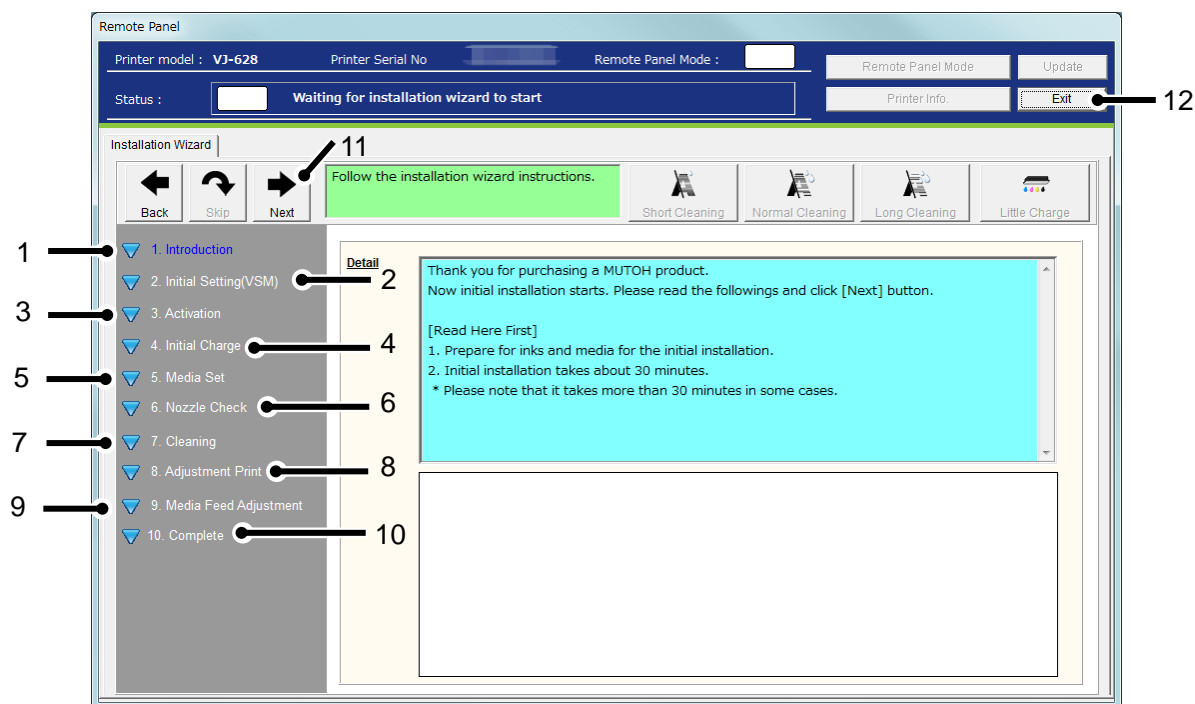 Remote Panel
Printer model : VJ-628 Printer Serial No Remote Panel Mode :
Remote Panel Mode Update
Status : Waiting for installation wizard to start
Printer Info. Exit 12
Installation Wizard
11
Back Skip Next
Follow the installation wizard instructions.
Short Cleaning Normal Cleaning Long Cleaning Little Charge
1 1. Introduction
2. Initial Setting(VSM) 2
3 3. Activation
4. Initial Charge 4
5 5. Media Set
6. Nozzle Check 6
7 7. Cleaning
8. Adjustment Print 8
9 9. Media Feed Adjustment
10. Complete 10
Detail
Thank you for purchasing a MUTOH product.
Now initial installation starts. Please read the followings and click [Next] button.
[Read Here First]
1. Prepare for inks and media for the initial installation.
2. Initial installation takes about 30 minutes.
* Please note that it takes more than 30 minutes in some cases.